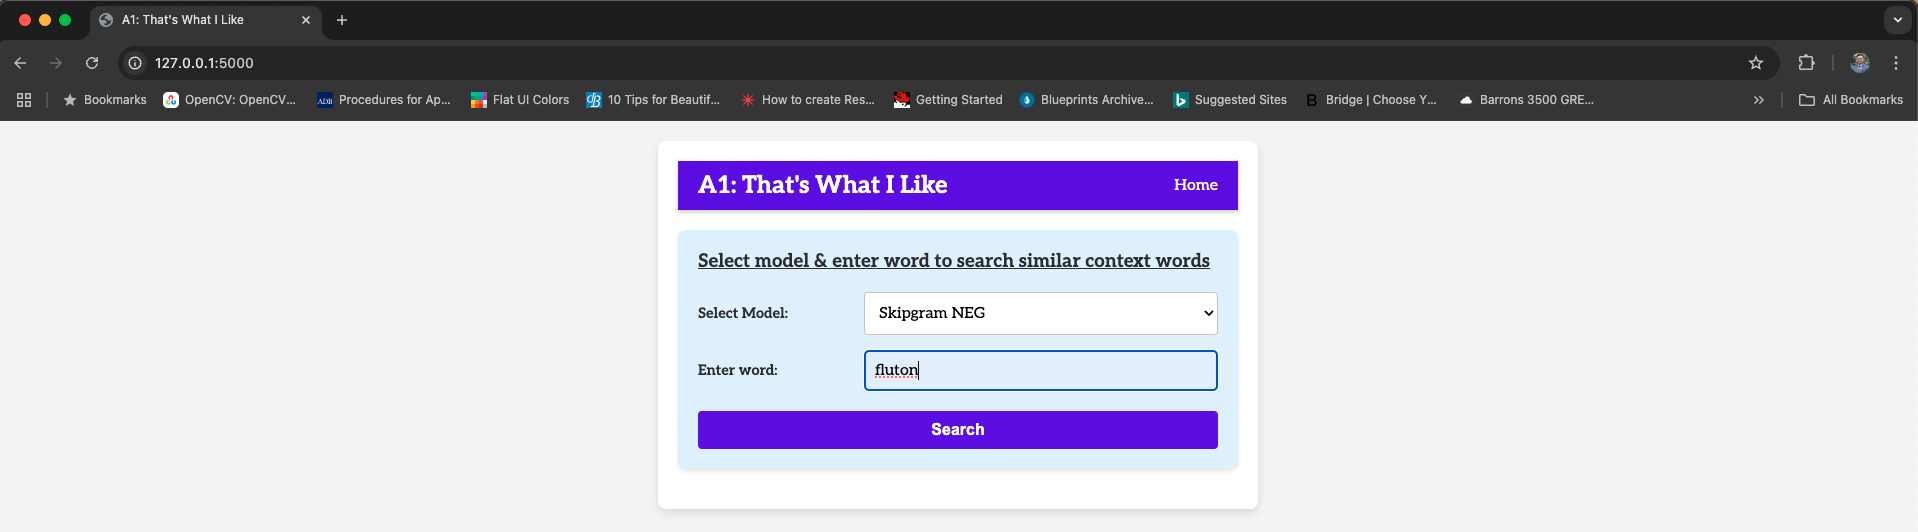 A1: That's What I Like
127.0.0.1:5000
Bookmarks OpenCV: OpenCV... ADB Procedures for Ap... Flat UI Colors 10 Tips for Beautif... How to create Res... Getting Started Blueprints Archive... Suggested Sites B Bridge | Choose Y... Barrons 3500 GRE... » All Bookmarks
A1: That's What I Like Home
Select model & enter word to search similar context words
Select Model: Skipgram NEG
Enter word: fluton
Search